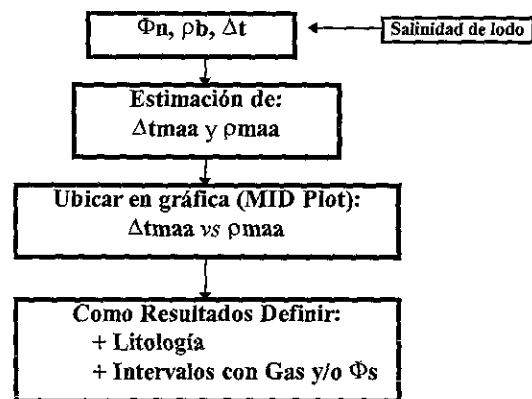 Φn, ρb, Δt
Salinidad de lodo
Estimación de:
Δtmaa y ρmaa
Ubicar en gráfica (MID Plot):
Δtmaa vs ρmaa
Como Resultados Definir:
+ Litología
+ Intervalos con Gas y/o Φs